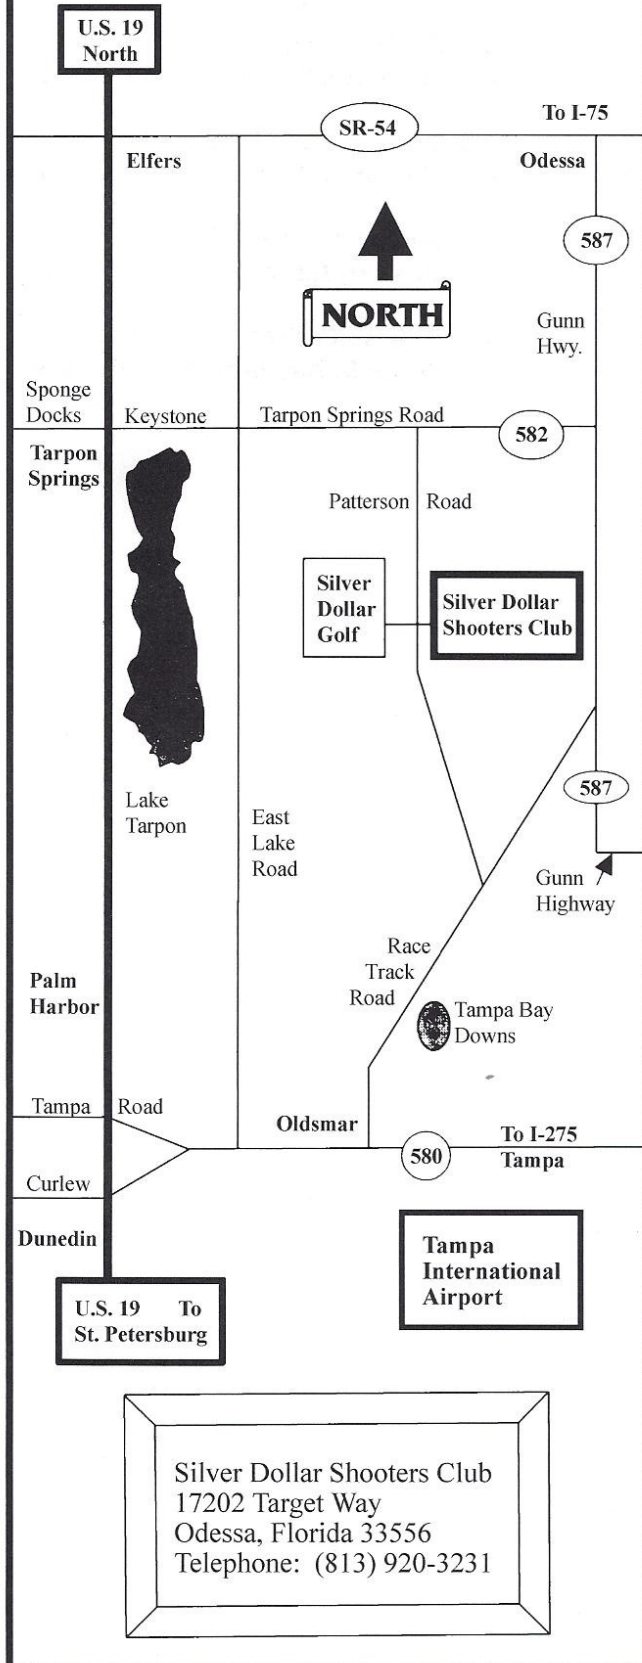 U.S. 19
North
To I-75
SR-54
Elfers
Odessa
587
NORTH
Gunn
Hwy.
Sponge
Docks
Keystone
Tarpon Springs Road
582
Tarpon
Springs
Patterson Road
Silver
Dollar
Golf
Silver Dollar
Shooters Club
587
Lake
Tarpon
East
Lake
Road
Gunn
Highway
Race
Track
Road
Palm
Harbor
Tampa Bay
Downs
Tampa Road
Oldsmar
To I-275
Tampa
580
Curlew
Dunedin
Tampa
International
Airport
U.S. 19 To
St. Petersburg
Silver Dollar Shooters Club
17202 Target Way
Odessa, Florida 33556
Telephone: (813) 920-3231